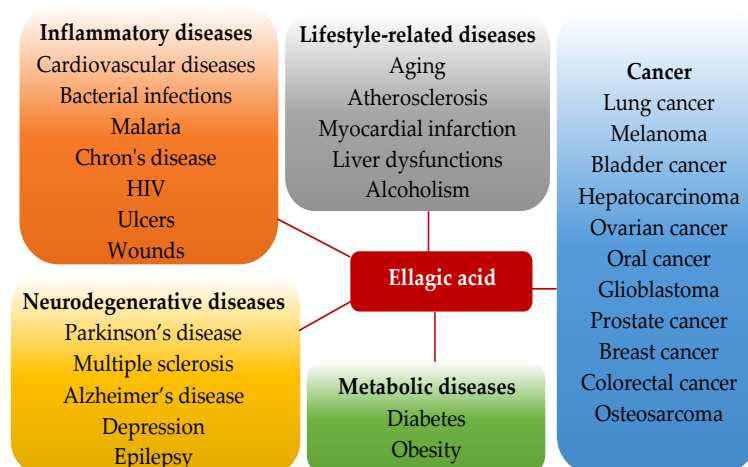 Inflammatory diseases
Cardiovascular diseases
Bacterial infections
Malaria
Chron's disease
HIV
Ulcers
Wounds
Lifestyle-related diseases
Aging
Atherosclerosis
Myocardial infarction
Liver dysfunctions
Alcoholism
Cancer
Lung cancer
Melanoma
Bladder cancer
Hepatocarcinoma
Ovarian cancer
Oral cancer
Glioblastoma
Prostate cancer
Breast cancer
Colorectal cancer
Osteosarcoma
Ellagic acid
Neurodegenerative diseases
Parkinson’s disease
Multiple sclerosis
Alzheimer’s disease
Depression
Epilepsy
Metabolic diseases
Diabetes
Obesity